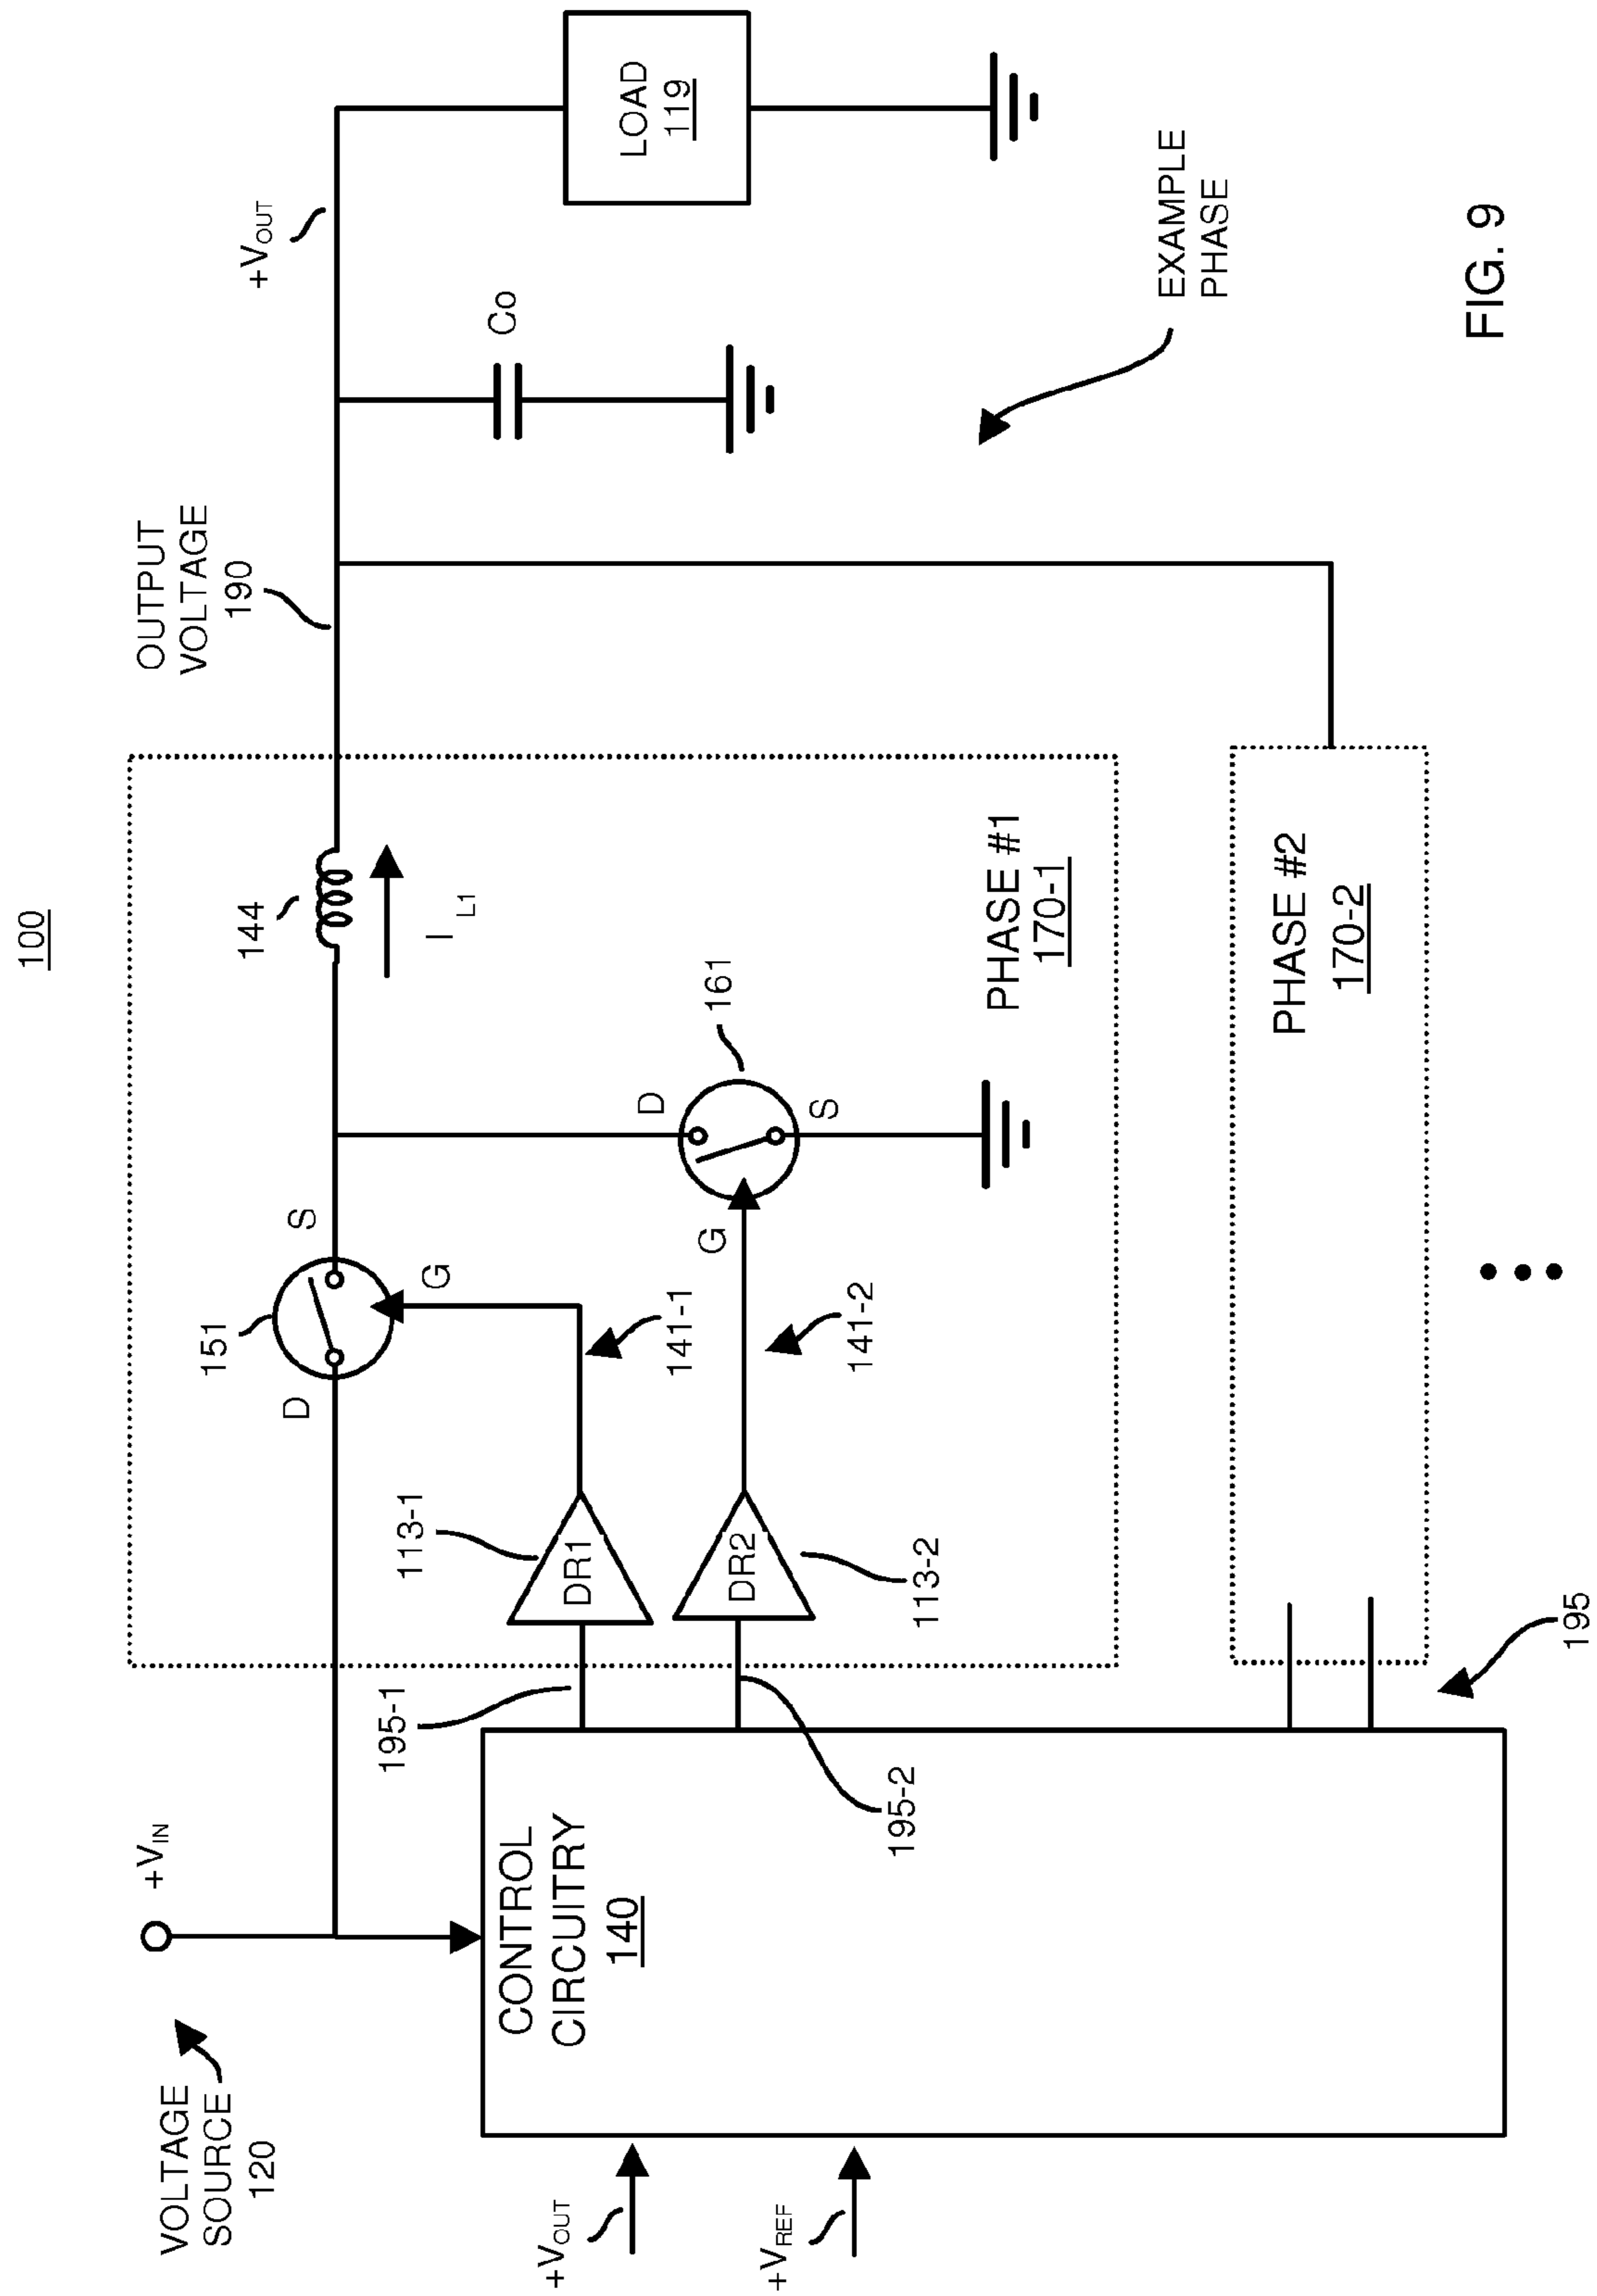 100
VOLTAGE
SOURCE
120
+VIN
OUTPUT
VOLTAGE
190
+VOUT
151
D
S
G
144
I L1
Co
LOAD
119
113-1
DR1
141-1
195-1
D
161
S
G
DR2
113-2
141-2
195-2
CONTROL
CIRCUITRY
140
+VOUT
+VREF
PHASE #1
170-1
EXAMPLE
PHASE
PHASE #2
170-2
195
FIG. 9